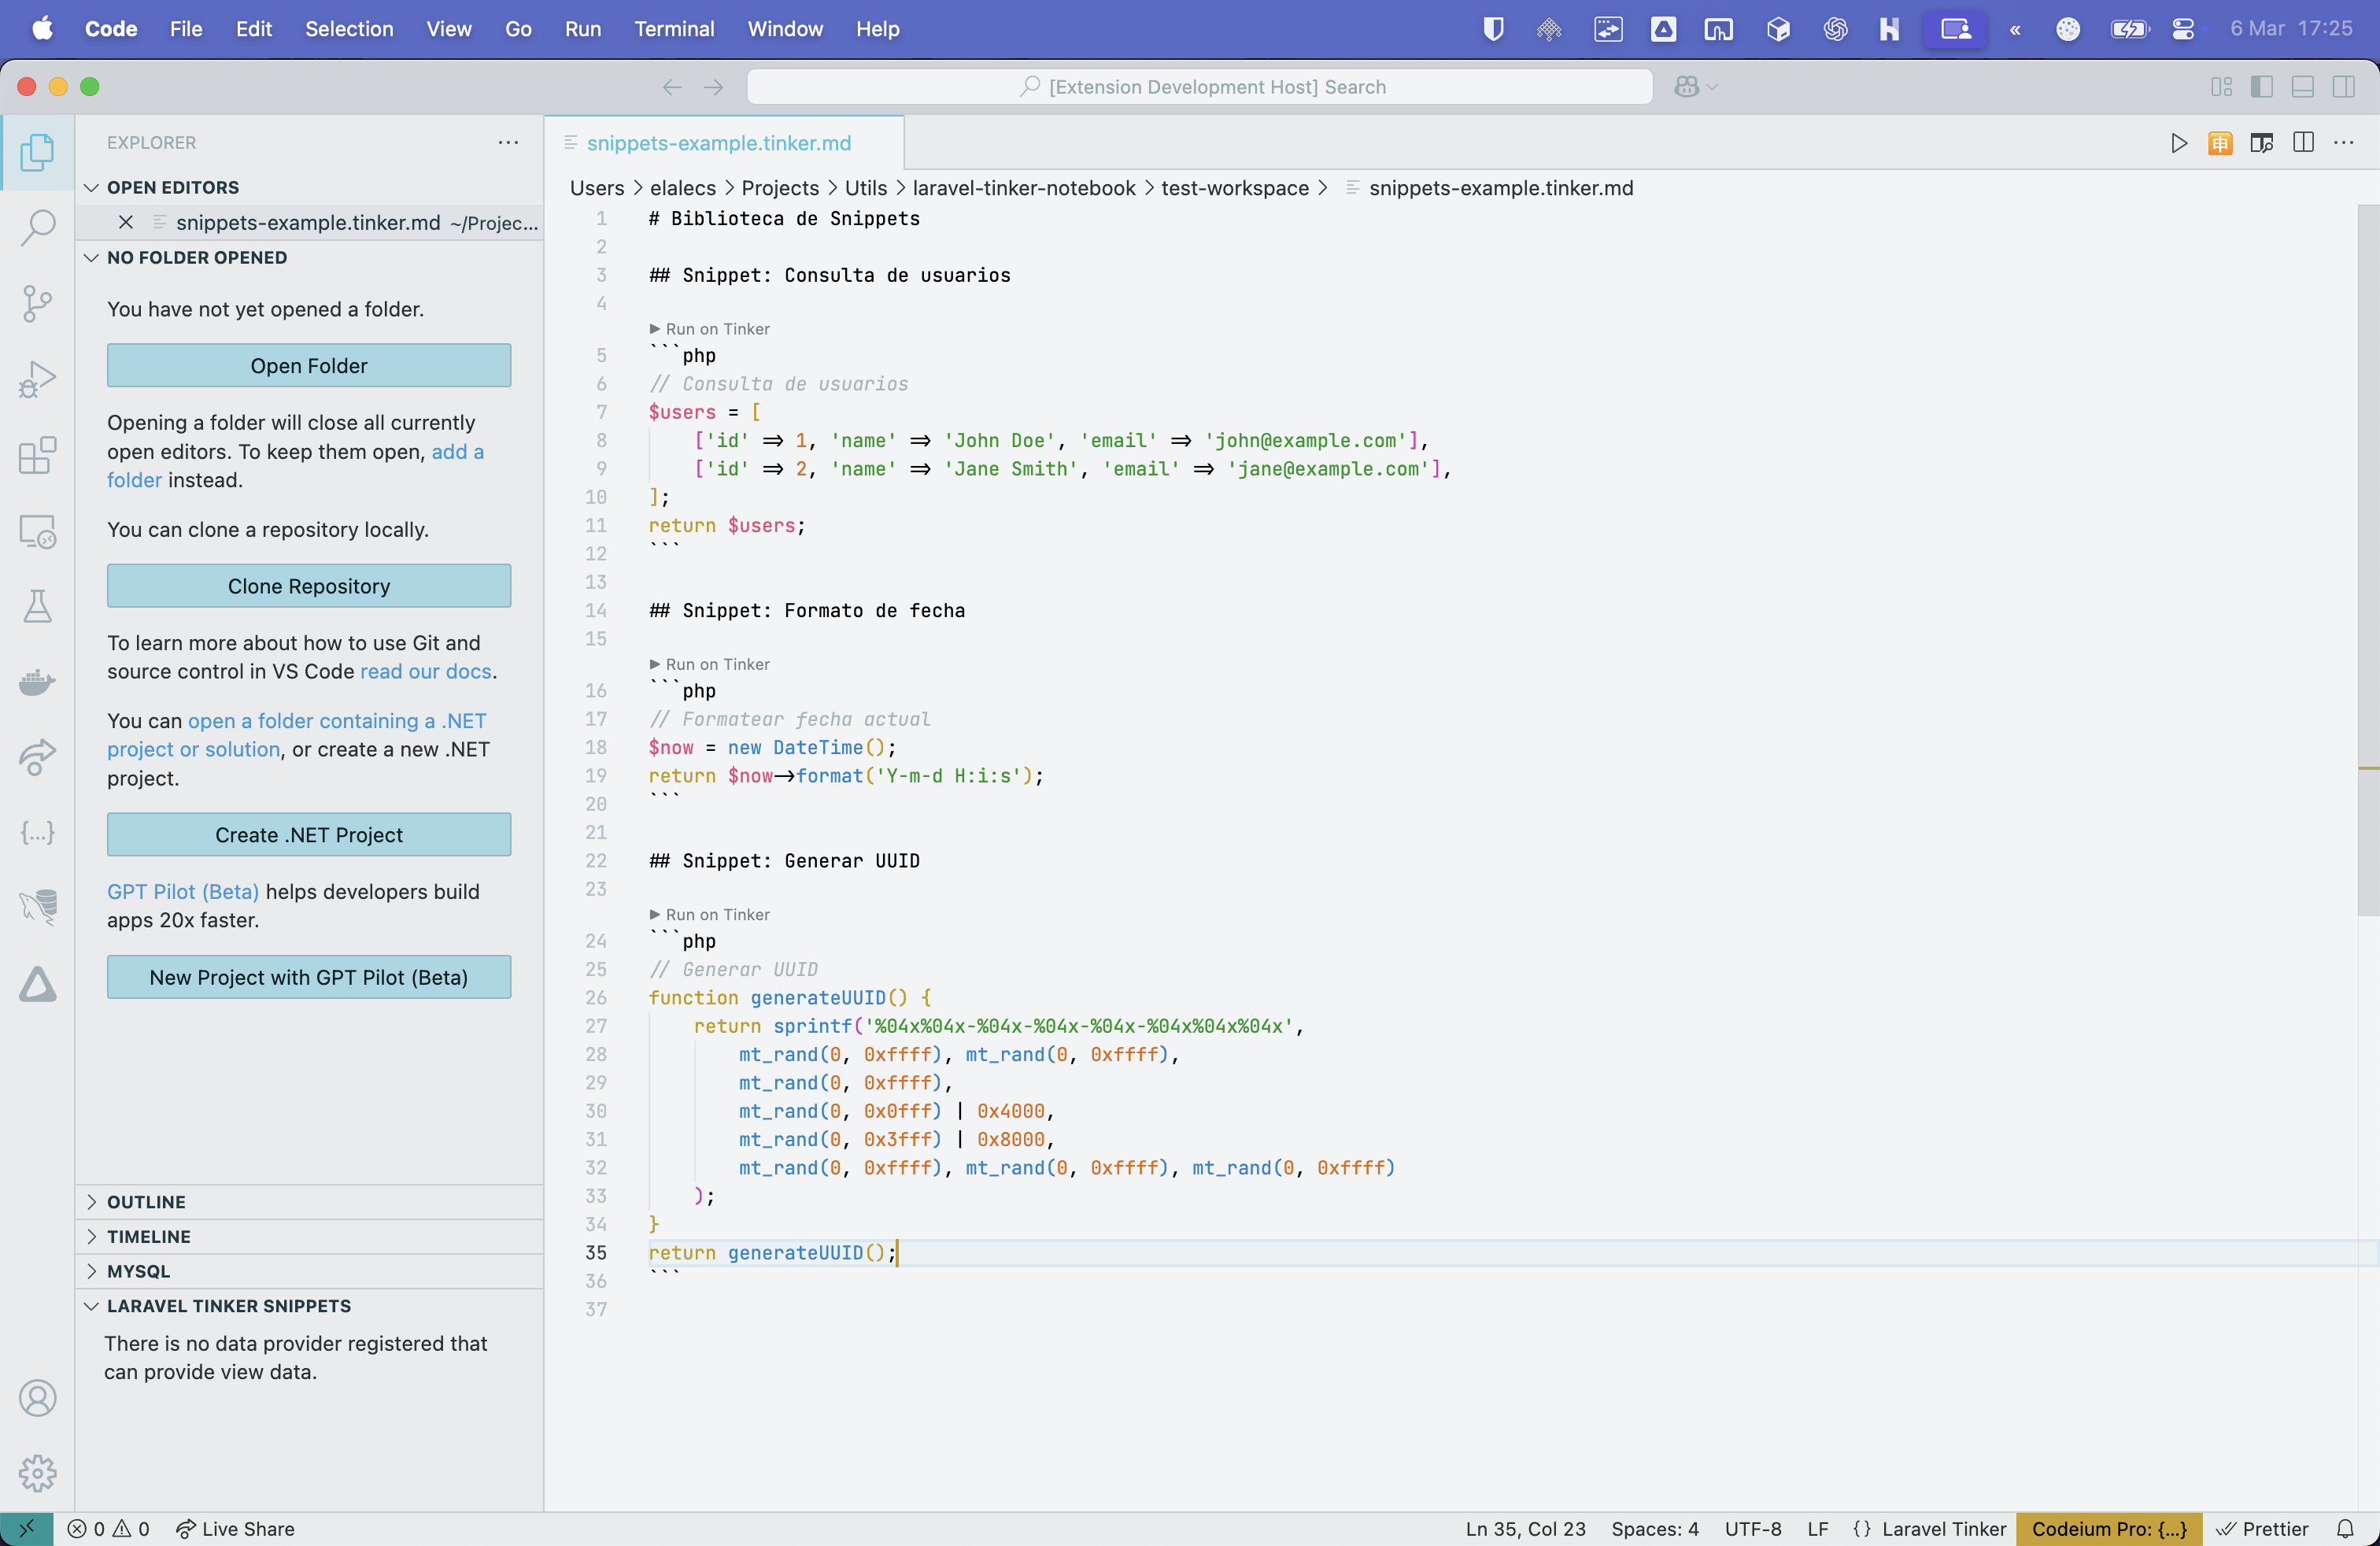 Code File Edit Selection View Go Run Terminal Window Help
6 Mar 17:25
[Extension Development Host] Search
EXPLORER
OPEN EDITORS
snippets-example.tinker.md ~/Projec...
NO FOLDER OPENED
You have not yet opened a folder.
Open Folder
Opening a folder will close all currently
open editors. To keep them open, add a
folder instead.
You can clone a repository locally.
Clone Repository
To learn more about how to use Git and
source control in VS Code read our docs.
You can open a folder containing a .NET
project or solution, or create a new .NET
project.
Create .NET Project
GPT Pilot (Beta) helps developers build
apps 20x faster.
New Project with GPT Pilot (Beta)
OUTLINE
TIMELINE
MYSQL
LARAVEL TINKER SNIPPETS
There is no data provider registered that
can provide view data.
snippets-example.tinker.md
Users > elalecs > Projects > Utils > laravel-tinker-notebook > test-workspace > snippets-example.tinker.md
1 # Biblioteca de Snippets
2
3 ## Snippet: Consulta de usuarios
4
Run on Tinker
5 ```php
6 // Consulta de usuarios
7 $users = [
8 ['id' => 1, 'name' => 'John Doe', 'email' => 'john@example.com'],
9 ['id' => 2, 'name' => 'Jane Smith', 'email' => 'jane@example.com'],
10 ];
11 return $users;
12 ```
13
14 ## Snippet: Formato de fecha
15
Run on Tinker
16 ```php
17 // Formatear fecha actual
18 $now = new DateTime();
19 return $now->format('Y-m-d H:i:s');
20 ```
21
22 ## Snippet: Generar UUID
23
Run on Tinker
24 ```php
25 // Generar UUID
26 function generateUUID() {
27 return sprintf('%04x%04x-%04x-%04x-%04x-%04x%04x%04x',
28 mt_rand(0, 0xffff), mt_rand(0, 0xffff),
29 mt_rand(0, 0xffff),
30 mt_rand(0, 0x0fff) | 0x4000,
31 mt_rand(0, 0x3fff) | 0x8000,
32 mt_rand(0, 0xffff), mt_rand(0, 0xffff), mt_rand(0, 0xffff)
33 );
34 }
35 return generateUUID();
36 ```
37
0 0 Live Share
Ln 35, Col 23 Spaces: 4 UTF-8 LF {} Laravel Tinker Codeium Pro: {...} Prettier